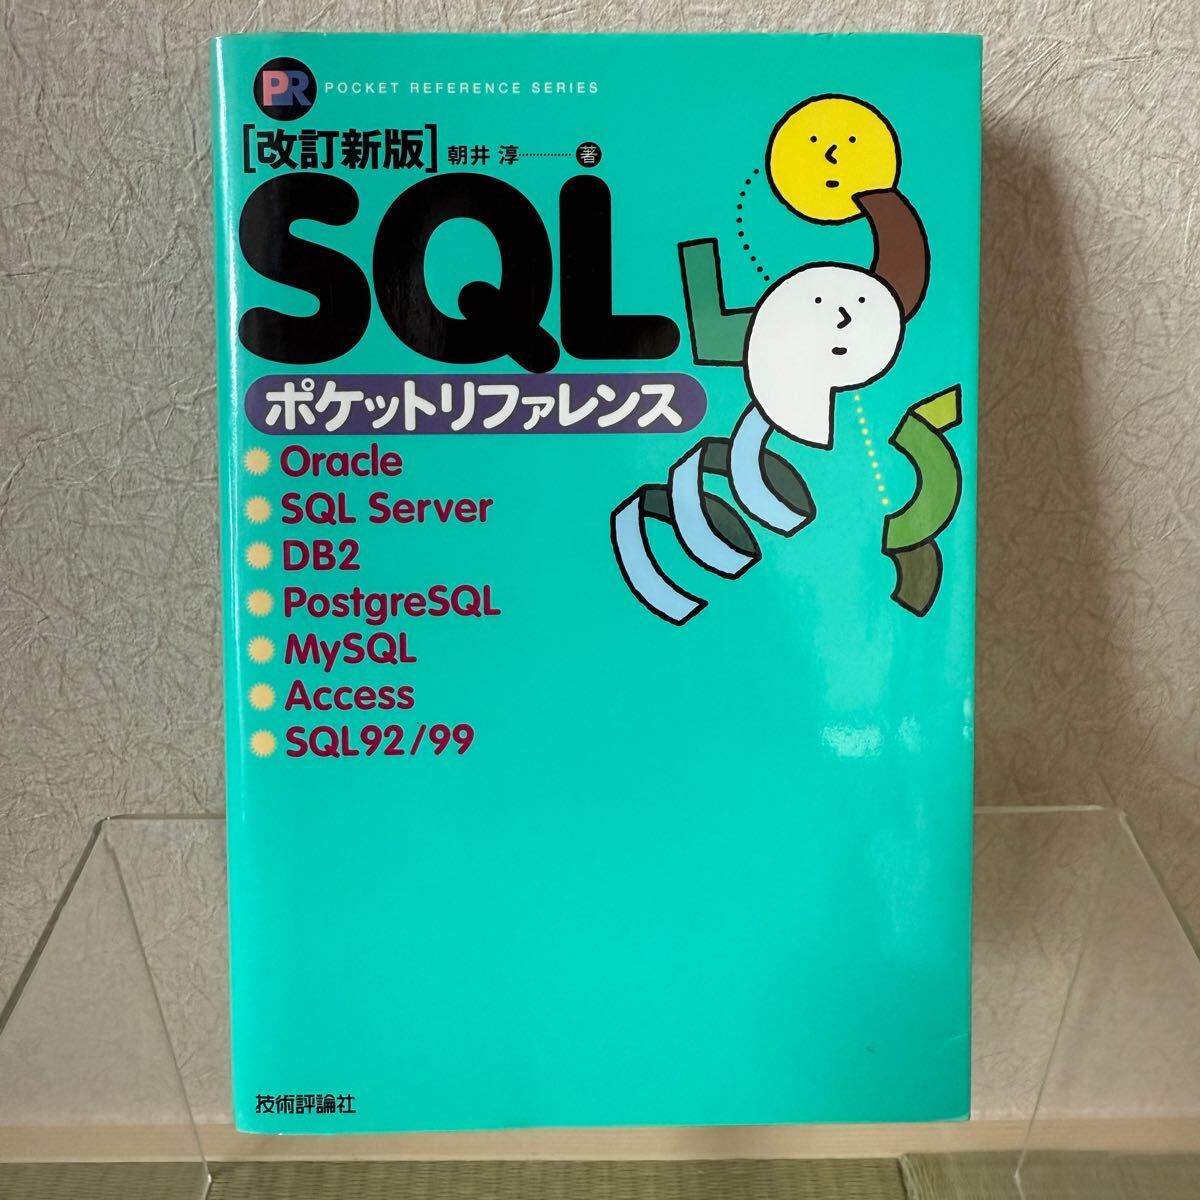 PR POCKET REFERENCE SERIES
[改訂新版] 朝井 淳 著
SQL
ポケットリファレンス
Oracle
SQL Server
DB2
PostgreSQL
MySQL
Access
SQL92/99
技術評論社